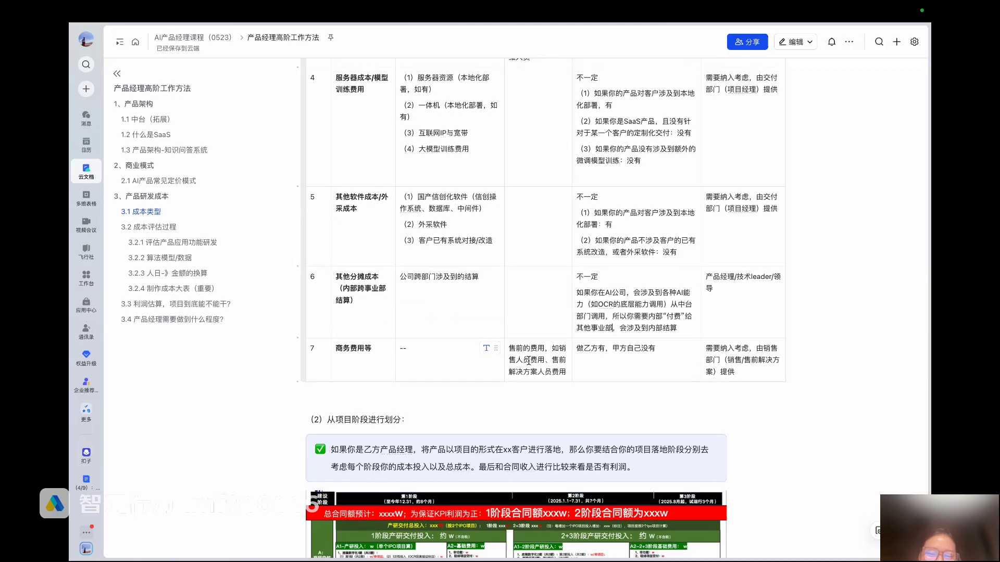 AI产品经理课程（0523） > 产品经理高阶工作方法
已经保存到云端
分享
编辑
消息
25
日历
云文档
多维表格
视频会议
飞行社
工作台
应用中心
通讯录
权益升级
企业推荐...
更多
扣子
(4/9) : ...
产品经理高阶工作方法
1、产品架构
1.1 中台（拓展）
1.2 什么是SaaS
1.3 产品架构-知识问答系统
2、商业模式
2.1 AI产品常见定价模式
3、产品研发成本
3.1 成本类型
3.2 成本评估过程
3.2.1 评估产品应用功能研发
3.2.2 算法模型/数据
3.2.3 人日-》金额的换算
3.2.4 制作成本大表（重要）
3.3 利润估算，项目到底能不能干？
3.4 产品经理需要做到什么程度？
4
服务器成本/模型
训练费用
（1）服务器资源（本地化部
署，如有）
（2）一体机（本地化部署，如
有）
（3）互联网IP与宽带
（4）大模型训练费用
不一定
（1）如果你的产品对客户涉及到本地
化部署，有
（2）如果你是SaaS产品，且没有针
对于某一个客户的定制化交付：没有
（3）如果你的产品没有涉及到额外的
微调模型训练：没有
需要纳入考虑，由交付
部门（项目经理）提供
5
其他软件成本/外
采成本
（1）国产信创化软件（信创操
作系统、数据库、中间件）
（2）外采软件
（3）客户已有系统对接/改造
不一定
（1）如果你的产品对客户涉及到本地
化部署：有
（2）如果你的产品不涉及客户的已有
系统改造，或者外采软件：没有
需要纳入考虑，由交付
部门（项目经理）提供
6
其他分摊成本
（内部跨事业部
结算）
公司跨部门涉及到的结算
不一定
如果你在AI公司，会涉及到各种AI能
力（如OCR的底层能力调用）从中台
部门调用，所以你需要内部“付费”给
其他事业部，会涉及到内部结算
产品经理/技术leader/领
导
7
商务费用等
--
售前的费用，如销
售人员费用、售前
解决方案人员费用
做乙方有，甲方自己没有
需要纳入考虑，由销售
部门（销售/售前解决方
案）提供
（2）从项目阶段进行划分：
如果你是乙方产品经理，将产品以项目的形式在xx客户进行落地，那么你要结合你的项目落地阶段分别去
考虑每个阶段你的成本投入以及总成本。最后和合同收入进行比较来看是否有利润。
建设
阶段
第1阶段
（至今年12.31，约8个月）
第2阶段
（2025.1.1-7.31，共7个月）
第3阶段
（2025.8月起，试运行3个月）
总合同额预计：xxxxW；为保证KPI利润为正：1阶段合同额xxxw；2阶段合同额为xxxw
产研交付总投入：xxx（按2个IPO项目）： 1阶段 xxx 2+3阶段 xxx
1阶段产研交付投入： 约 w（不含税）
2+3阶段产研交付投入： 约 w（不含税）
A1-产研投入： w（单个IPO项目算）
A2-基础费用：w
A1-2阶段产研投入：w
A2-2+3阶段基础费用： w
A: